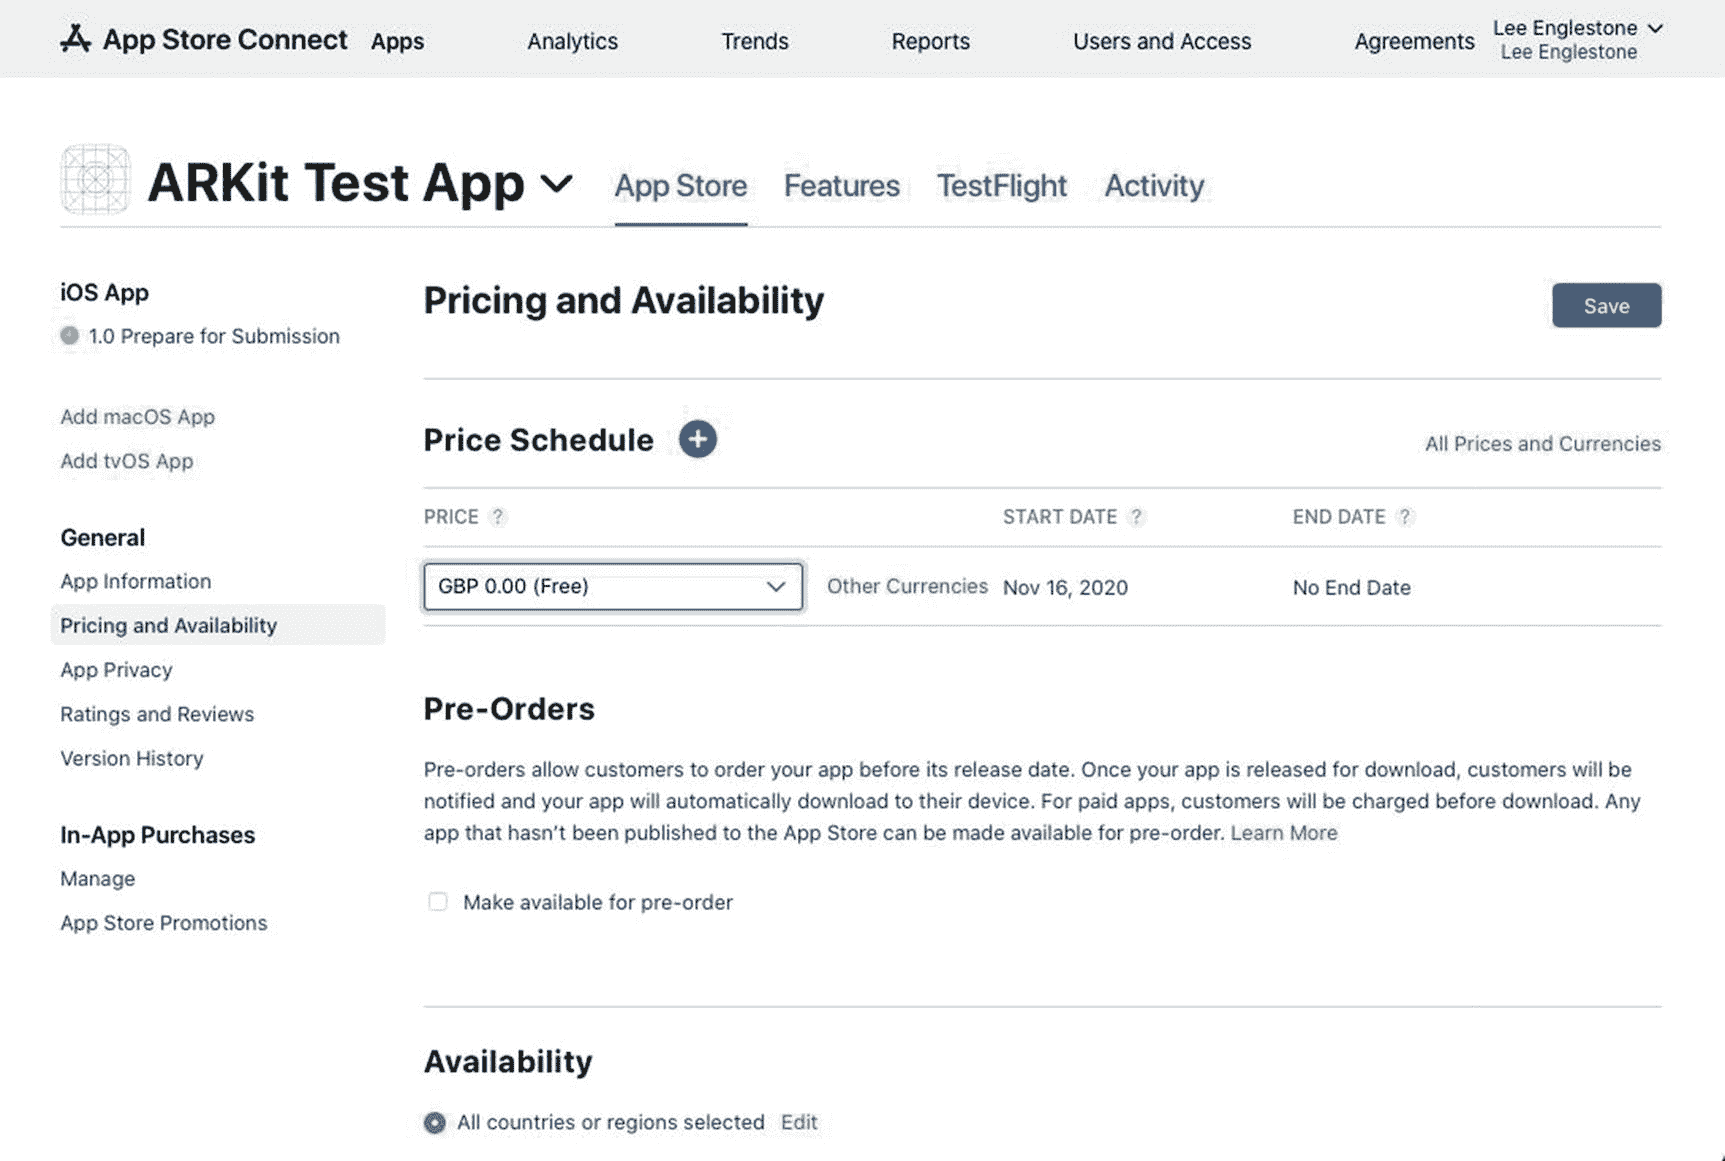 App Store Connect Apps Analytics Trends Reports Users and Access Agreements Lee Englestone
Lee Englestone
ARKit Test App App Store Features TestFlight Activity
iOS App
1.0 Prepare for Submission
Add macOS App
Add tvOS App
General
App Information
Pricing and Availability
App Privacy
Ratings and Reviews
Version History
In-App Purchases
Manage
App Store Promotions
Pricing and Availability
Save
Price Schedule +
All Prices and Currencies
PRICE ? START DATE ? END DATE ?
GBP 0.00 (Free) Other Currencies Nov 16, 2020 No End Date
Pre-Orders
Pre-orders allow customers to order your app before its release date. Once your app is released for download, customers will be
notified and your app will automatically download to their device. For paid apps, customers will be charged before download. Any
app that hasn't been published to the App Store can be made available for pre-order. Learn More
Make available for pre-order
Availability
All countries or regions selected Edit